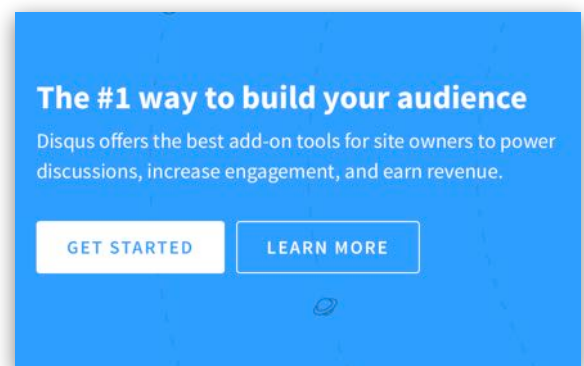 The #1 way to build your audience
Disqus offers the best add-on tools for site owners to power
discussions, increase engagement, and earn revenue.
GET STARTED
LEARN MORE